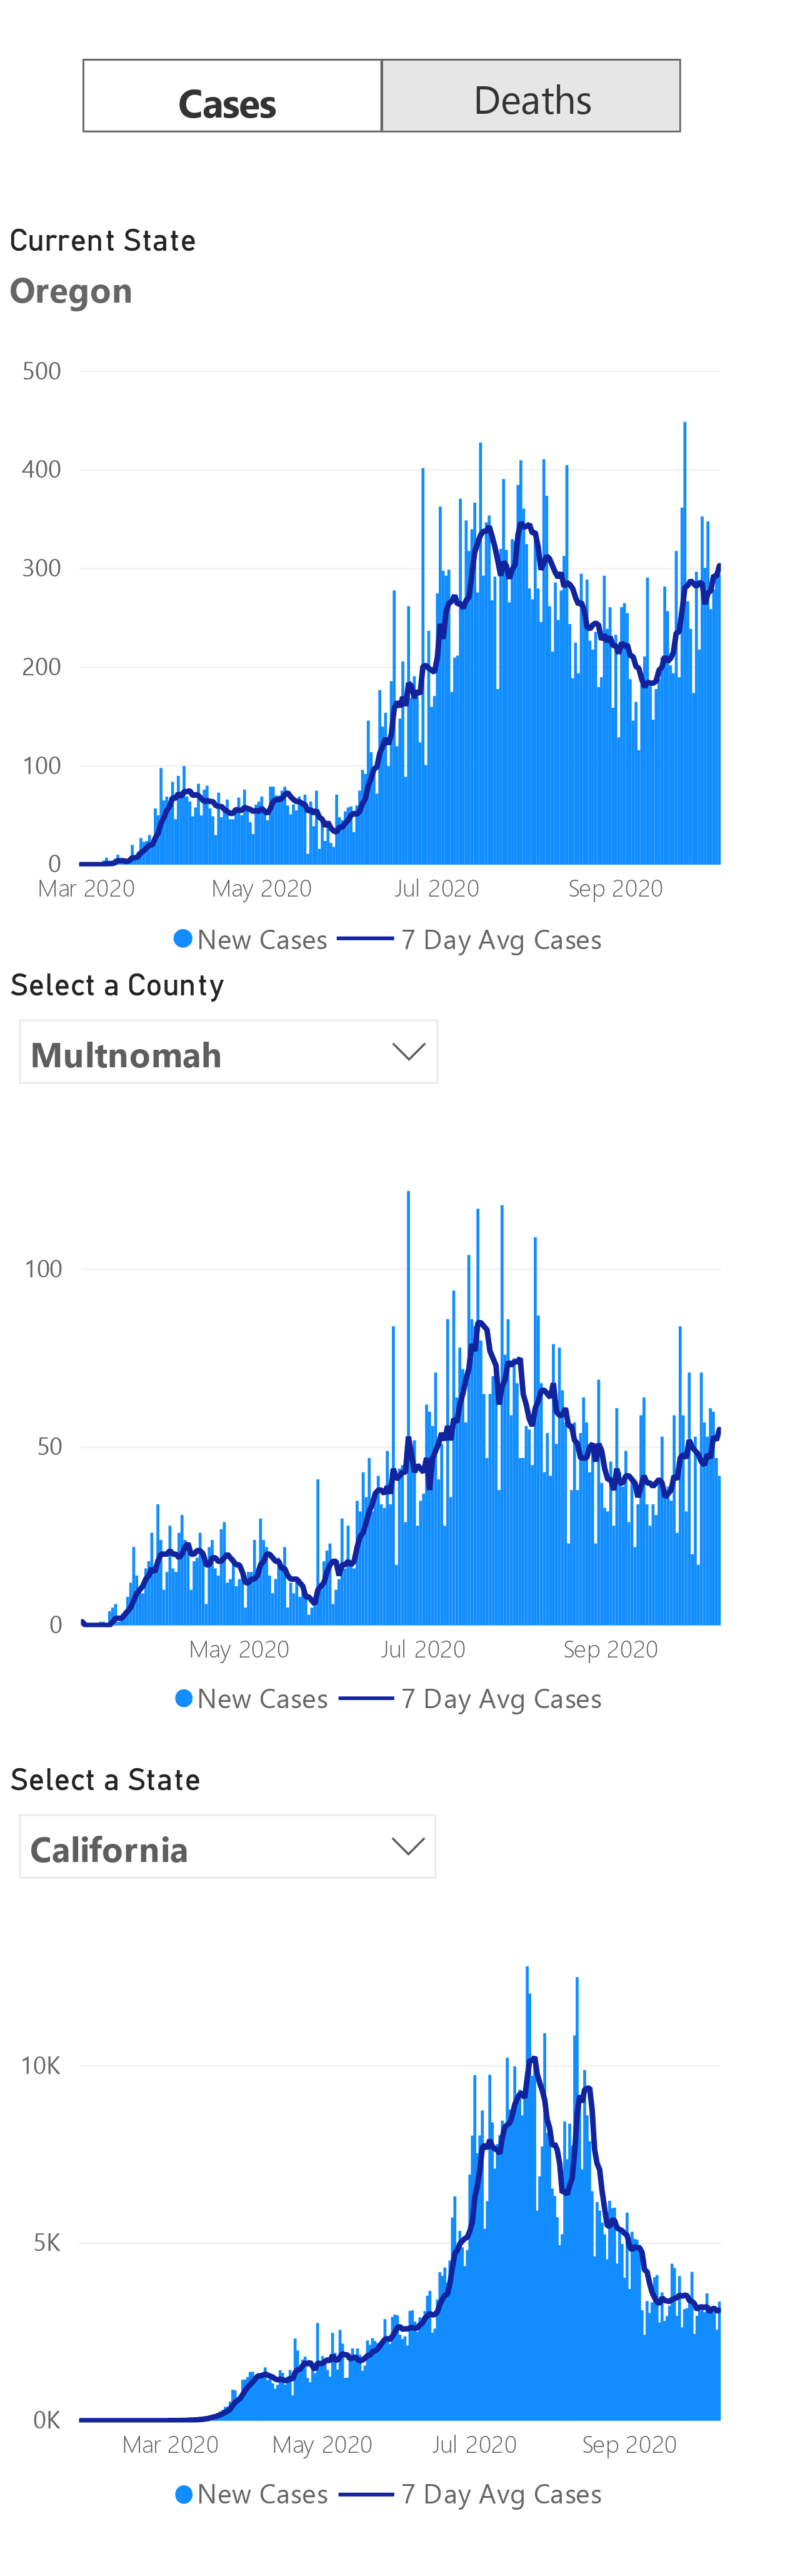 Cases Deaths
Current State
Oregon
500
400
300
200
100
0
Mar 2020 May 2020 Jul 2020 Sep 2020
New Cases 7 Day Avg Cases
Select a County
Multnomah
100
50
0
May 2020 Jul 2020 Sep 2020
New Cases 7 Day Avg Cases
Select a State
California
10K
5K
0K
Mar 2020 May 2020 Jul 2020 Sep 2020
New Cases 7 Day Avg Cases